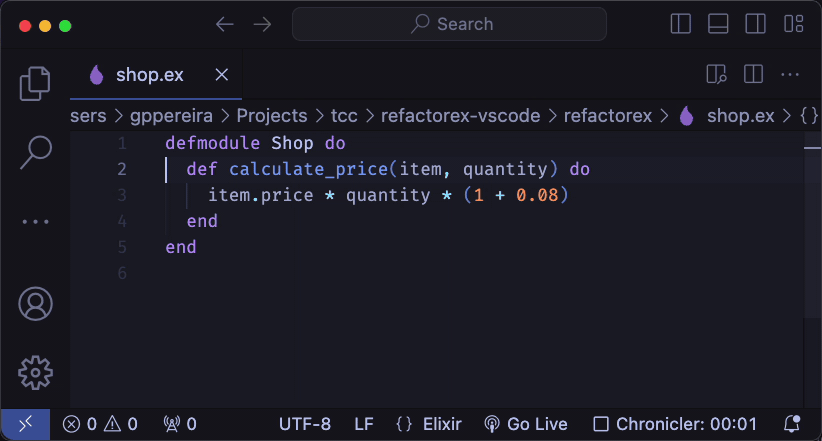 Search
shop.ex
sers > gppereira > Projects > tcc > refactorex-vscode > refactorex > shop.ex > {}
1 defmodule Shop do
2 def calculate_price(item, quantity) do
3 item.price * quantity * (1 + 0.08)
4 end
5 end
6
0 0 0 UTF-8 LF {} Elixir Go Live Chronicler: 00:01